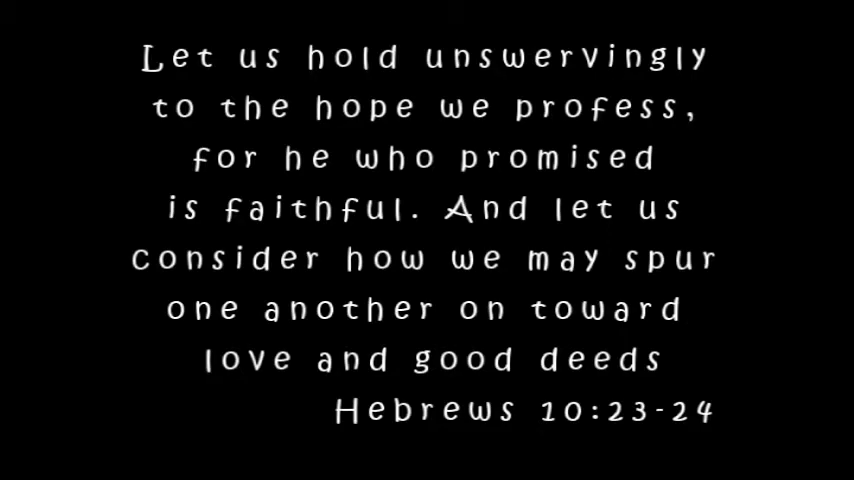 Let us hold unswervingly
to the hope we profess,
for he who promised
is faithful. And let us
consider how we may spur
one another on toward
love and good deeds
Hebrews 10:23-24